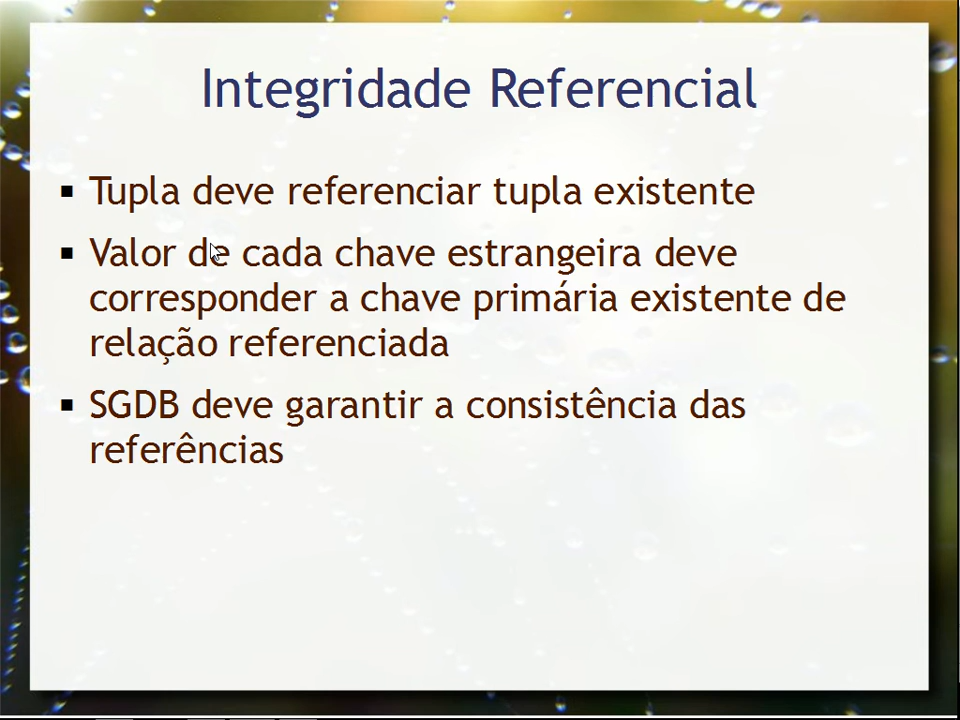 Integridade Referencial
▪ Tupla deve referenciar tupla existente
▪ Valor de cada chave estrangeira deve
corresponder a chave primária existente de
relação referenciada
▪ SGDB deve garantir a consistência das
referências